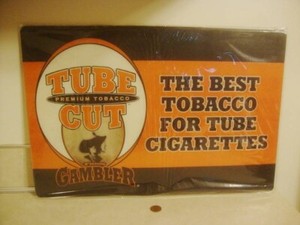 TUBE
PREMIUM TOBACCO
CUT
GAMBLER
THE BEST
TOBACCO
FOR TUBE
CIGARETTES